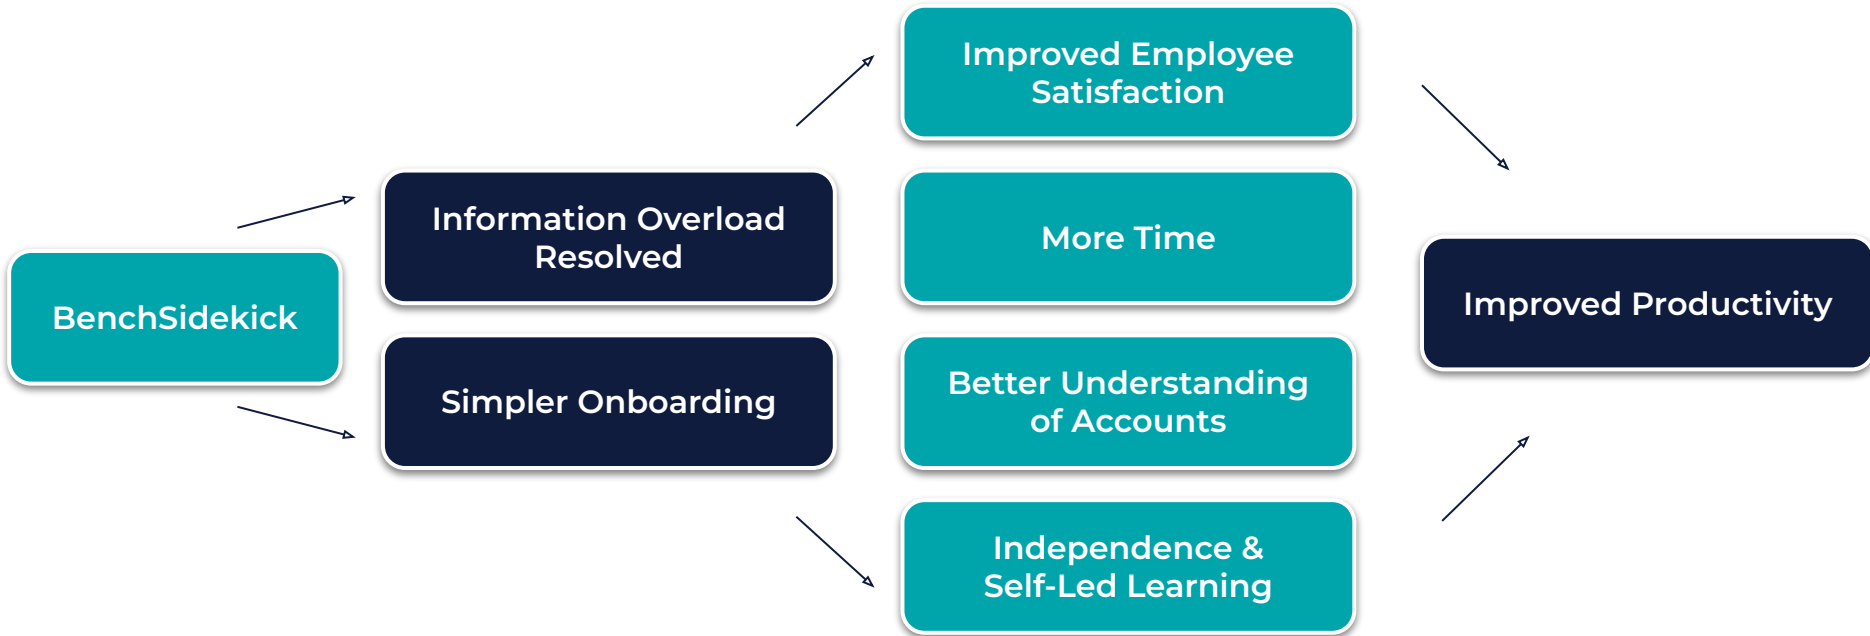 BenchSidekick
Information Overload
Resolved
Simpler Onboarding
Improved Employee
Satisfaction
More Time
Better Understanding
of Accounts
Independence &
Self-Led Learning
Improved Productivity